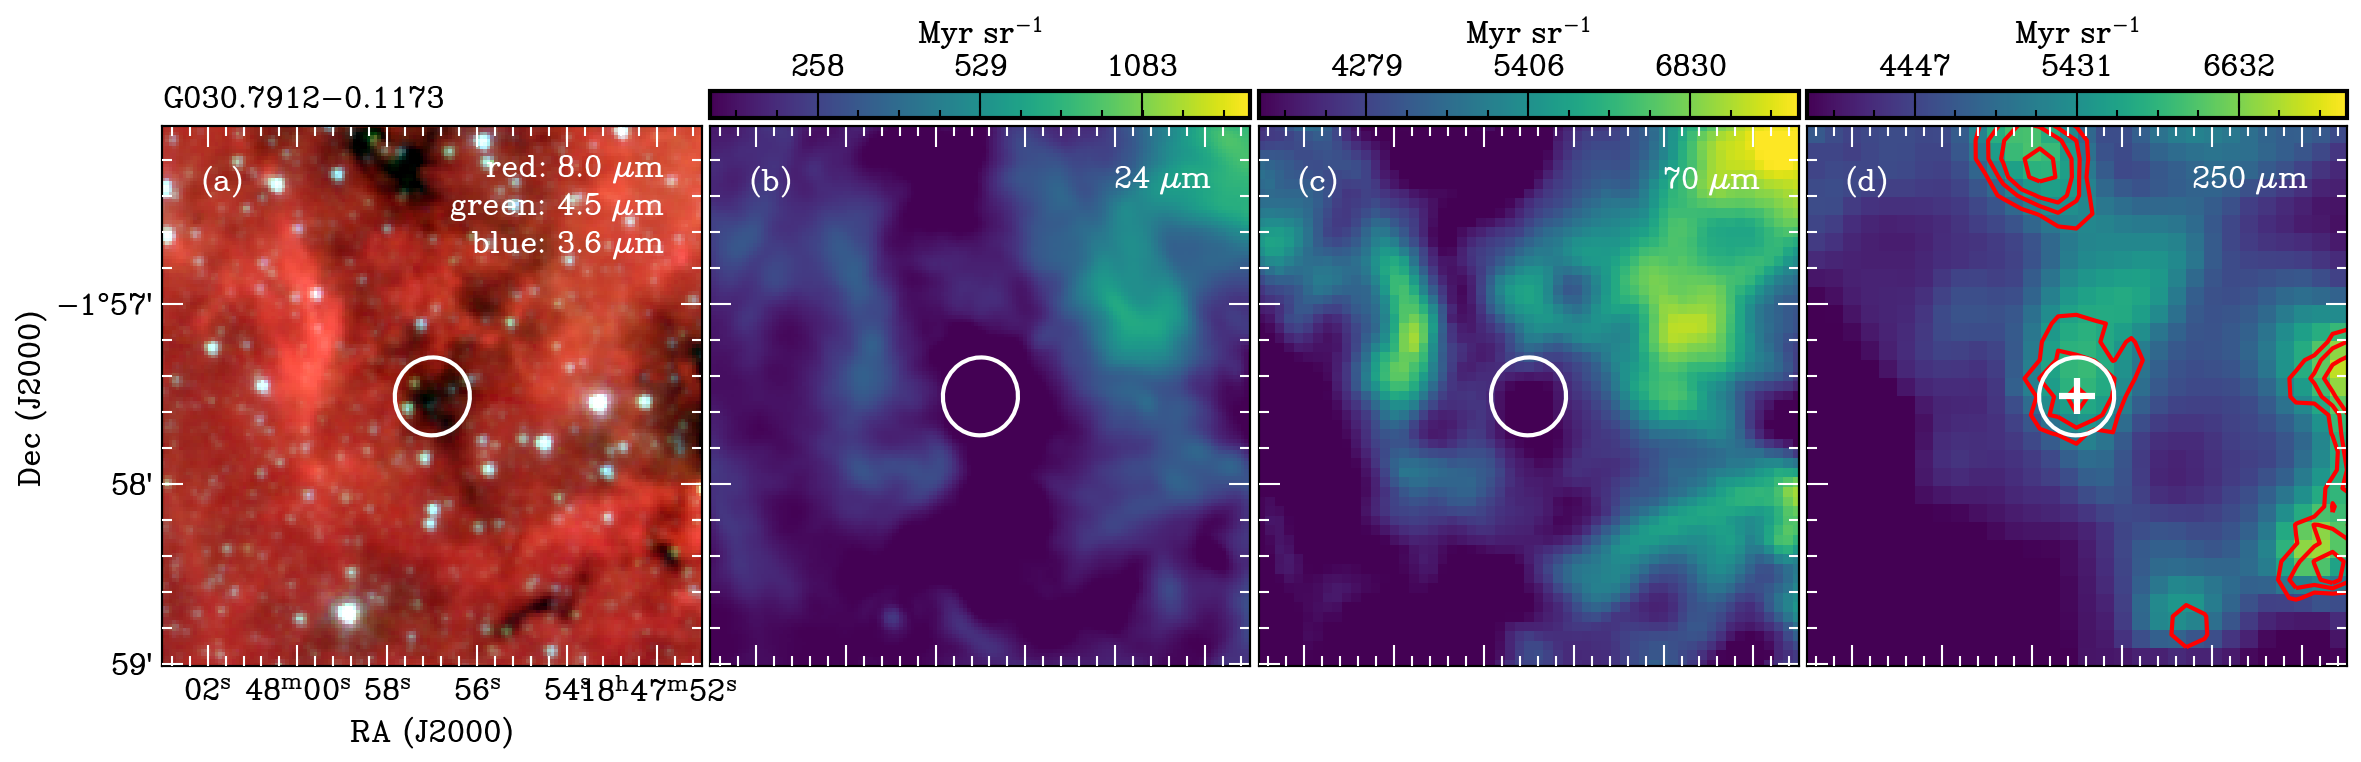 G030.7912−0.1173
(a)
red: 8.0 μm
green: 4.5 μm
blue: 3.6 μm
−1°57'
58'
59'
Dec (J2000)
02ˢ 48ᵐ00ˢ 58ˢ 56ˢ 54ˢ 18ʰ47ᵐ52ˢ
RA (J2000)
Myr sr⁻¹
258 529 1083
(b)
24 μm
Myr sr⁻¹
4279 5406 6830
(c)
70 μm
Myr sr⁻¹
4447 5431 6632
(d)
250 μm